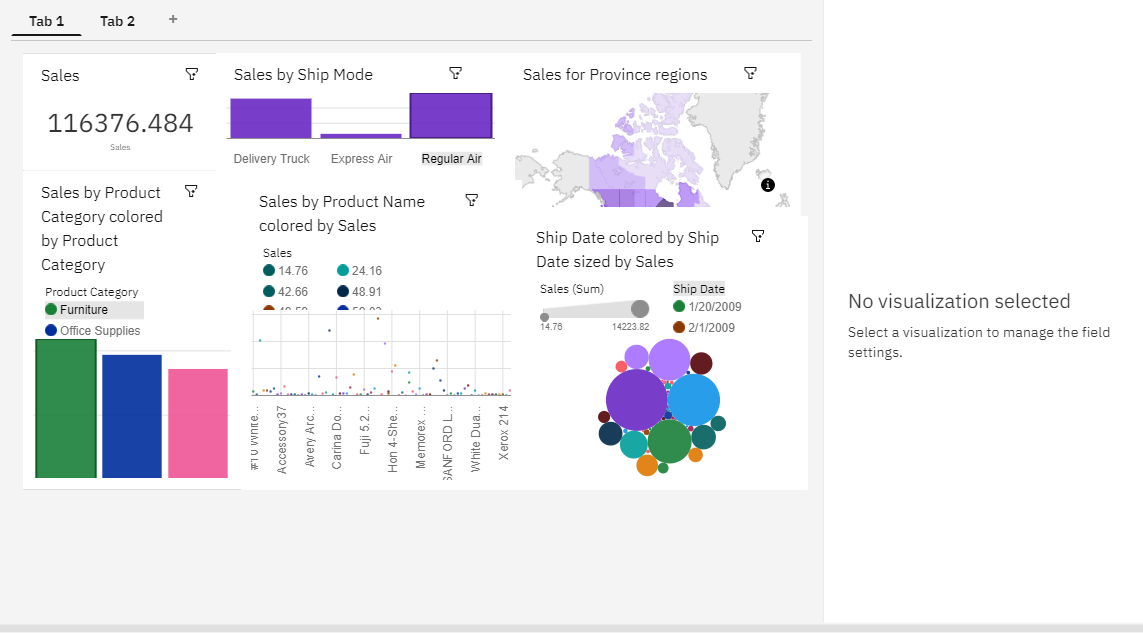 Tab 1
Tab 2
+
Sales
116376.484
Sales
Sales by Ship Mode
Delivery Truck
Express Air
Regular Air
Sales for Province regions
i
Sales by Product
Category colored
by Product
Category
Product Category
Furniture
Office Supplies
Sales by Product Name
colored by Sales
Sales
14.76
24.16
42.66
48.91
#10 White...
Accessory37
Avery Arc...
Carina Do...
Fuji 5.2...
Hon 4-She...
Memorex ...
SANFORD L...
White Dua...
Xerox 214
Ship Date colored by Ship
Date sized by Sales
Sales (Sum)
14.76
14223.82
Ship Date
1/20/2009
2/1/2009
No visualization selected
Select a visualization to manage the field
settings.